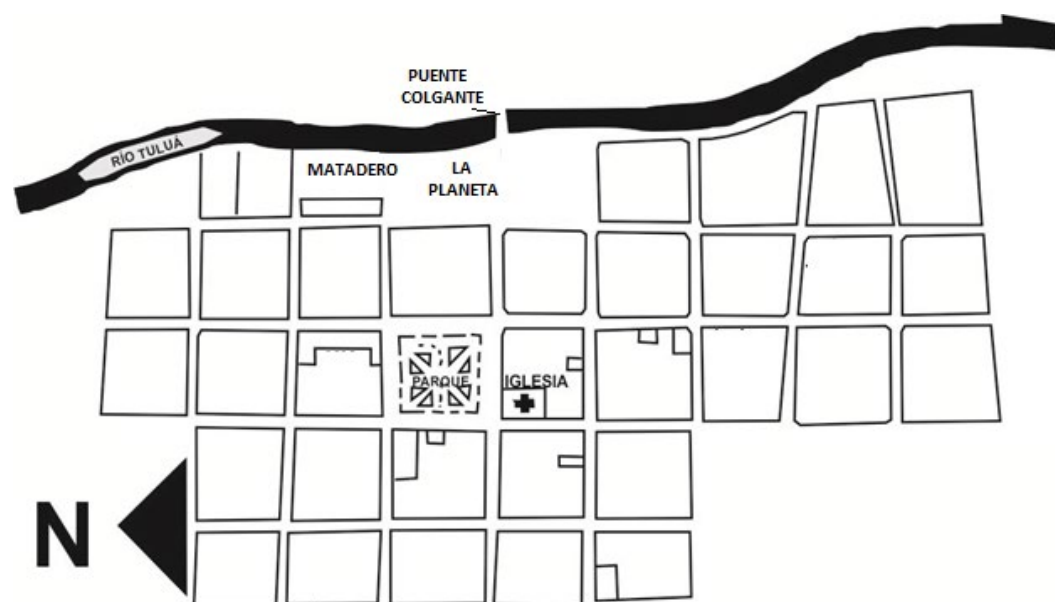 PUENTE
COLGANTE
RÍO TULUÁ
MATADERO
LA
PLANETA
PARQUE
IGLESIA
N